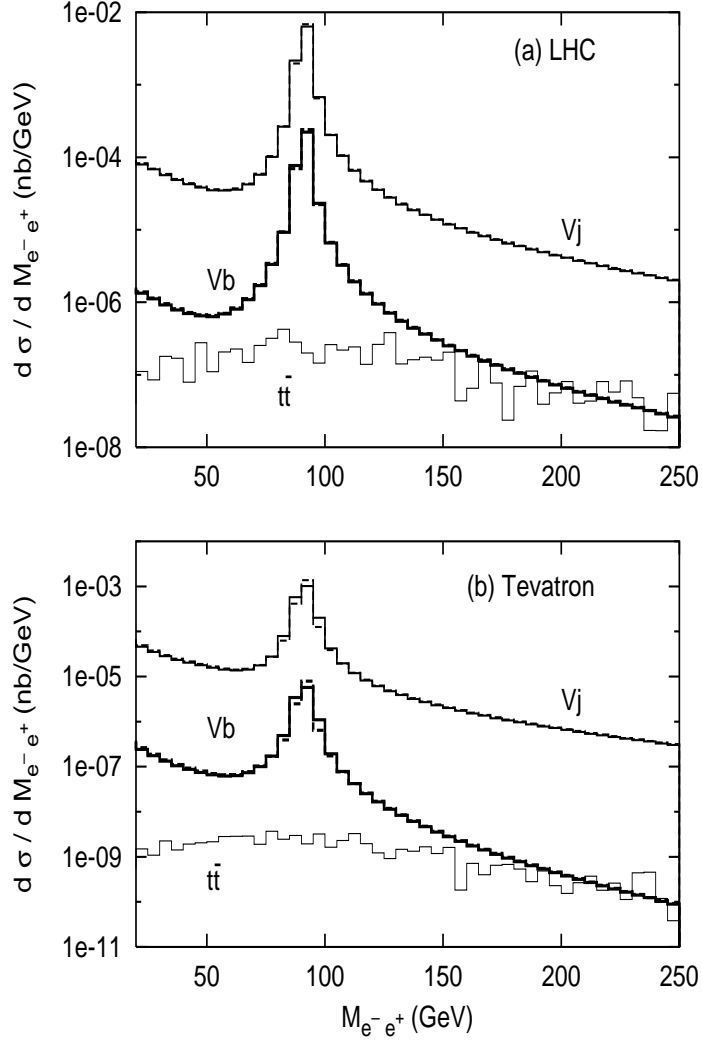 1e-02
(a) LHC
1e-04
Vj
Vb
1e-06
tt̄
1e-08
50 100 150 200 250
d σ / d M e⁻ e⁺ (nb/GeV)
1e-03
(b) Tevatron
1e-05
Vj
Vb
1e-07
1e-09
tt̄
1e-11
50 100 150 200 250
d σ / d M e⁻ e⁺ (nb/GeV)
M e⁻ e⁺ (GeV)